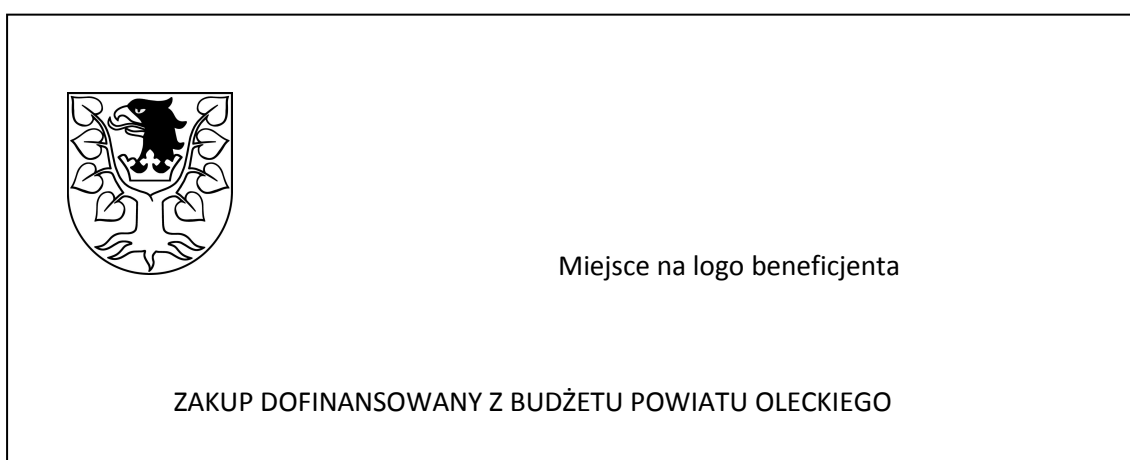 Miejsce na logo beneficjenta
ZAKUP DOFINANSOWANY Z BUDŻETU POWIATU OLECKIEGO